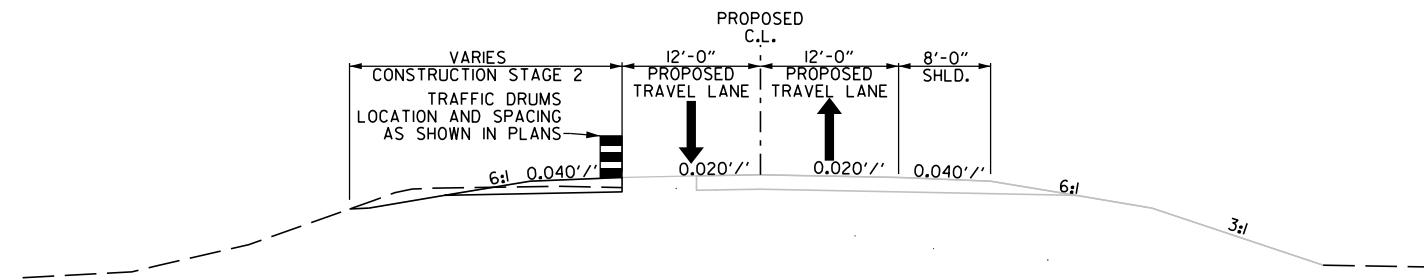 PROPOSED
C.L.
VARIES
CONSTRUCTION STAGE 2
12'-0"
PROPOSED
TRAVEL LANE
12'-0"
PROPOSED
TRAVEL LANE
8'-0"
SHLD.
TRAFFIC DRUMS
LOCATION AND SPACING
AS SHOWN IN PLANS
6:1
0.040'/'
0.020'/'
0.020'/'
0.040'/'
6:1
3:1